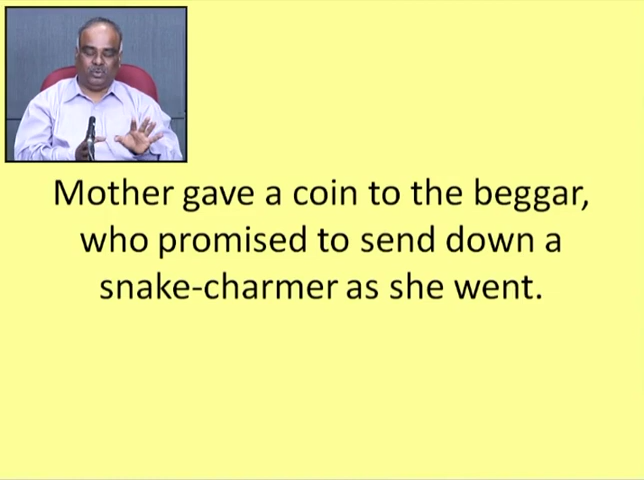 Mother gave a coin to the beggar,
who promised to send down a
snake-charmer as she went.